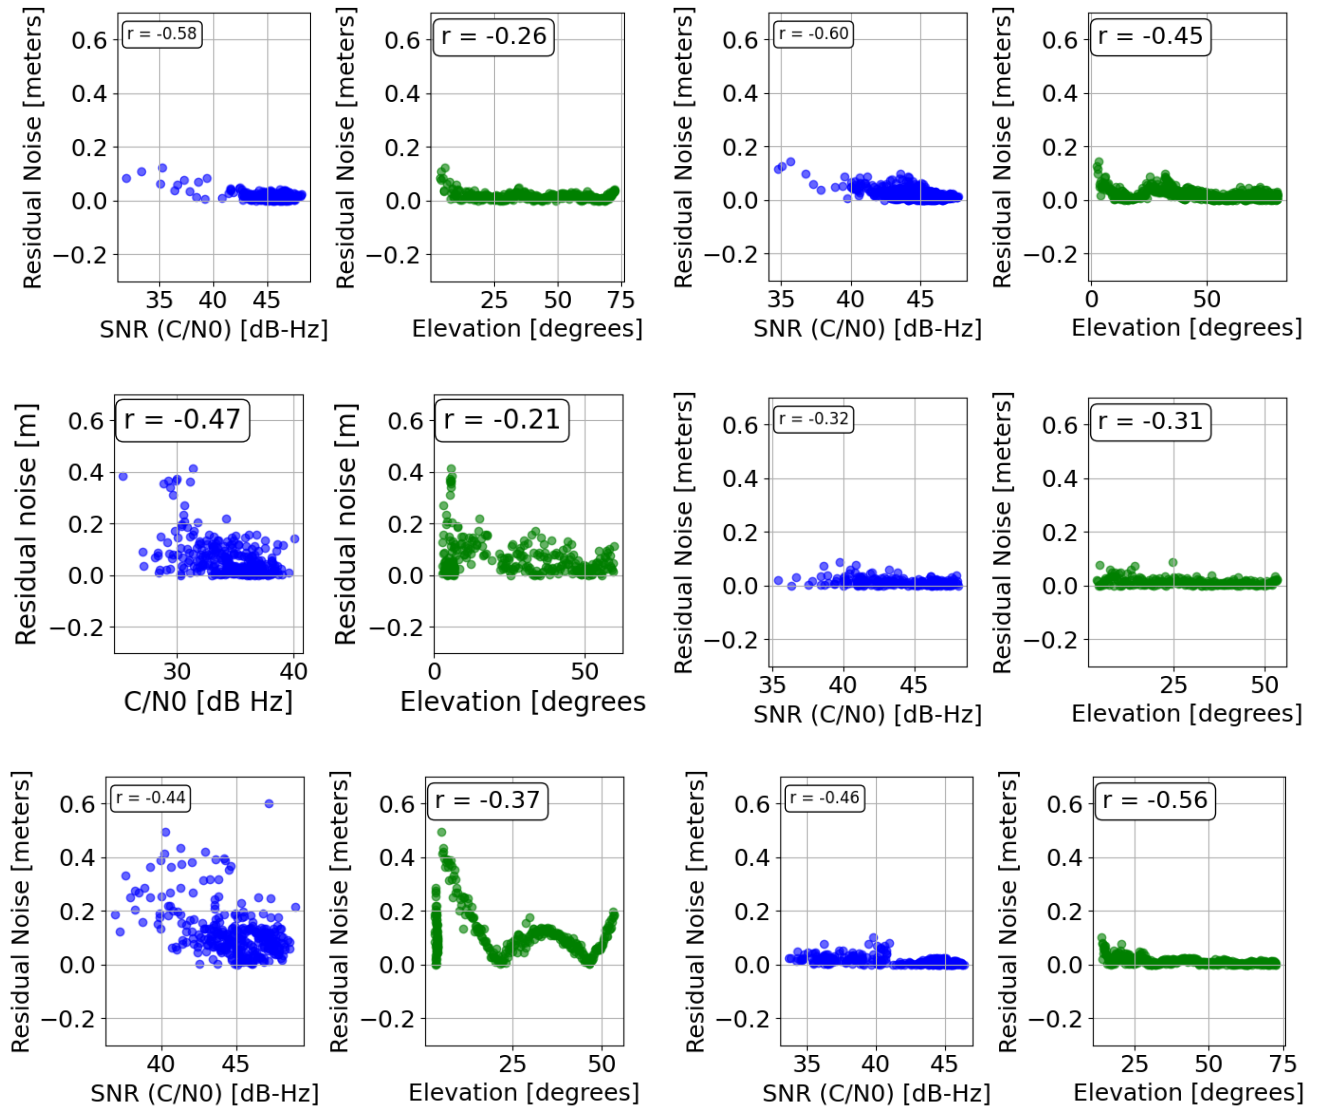 Residual Noise [meters]
0.6
0.4
0.2
0.0
−0.2
r = -0.58
35
40
45
SNR (C/N0) [dB-Hz]
Residual Noise [meters]
0.6
0.4
0.2
0.0
−0.2
r = -0.26
25
50
75
Elevation [degrees]
Residual Noise [meters]
0.6
0.4
0.2
0.0
−0.2
r = -0.60
35
40
45
SNR (C/N0) [dB-Hz]
Residual Noise [meters]
0.6
0.4
0.2
0.0
−0.2
r = -0.45
0
50
Elevation [degrees]
Residual noise [m]
0.6
0.4
0.2
0.0
−0.2
r = -0.47
30
40
C/N0 [dB Hz]
Residual noise [m]
0.6
0.4
0.2
0.0
−0.2
r = -0.21
0
50
Elevation [degrees
Residual Noise [meters]
0.6
0.4
0.2
0.0
−0.2
r = -0.32
35
40
45
SNR (C/N0) [dB-Hz]
Residual Noise [meters]
0.6
0.4
0.2
0.0
−0.2
r = -0.31
25
50
Elevation [degrees]
Residual Noise [meters]
0.6
0.4
0.2
0.0
−0.2
r = -0.44
40
45
SNR (C/N0) [dB-Hz]
Residual Noise [meters]
0.6
0.4
0.2
0.0
−0.2
r = -0.37
25
50
Elevation [degrees]
Residual Noise [meters]
0.6
0.4
0.2
0.0
−0.2
r = -0.46
35
40
45
SNR (C/N0) [dB-Hz]
Residual Noise [meters]
0.6
0.4
0.2
0.0
−0.2
r = -0.56
25
50
75
Elevation [degrees]